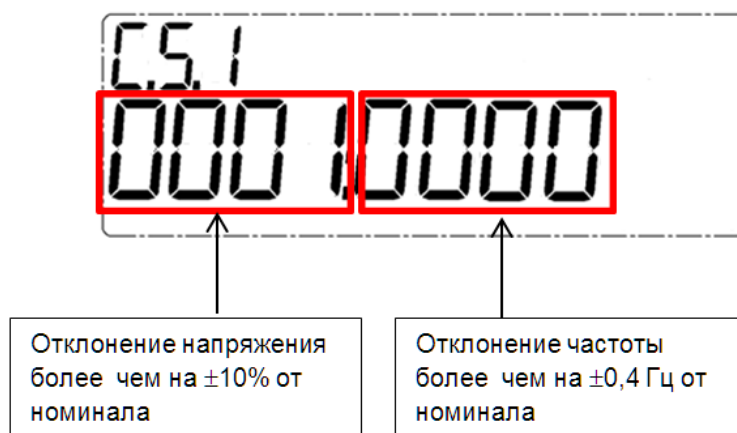 C.5.1
0001.0000
Отклонение напряжения
более чем на ±10% от
номинала
Отклонение частоты
более чем на ±0,4 Гц от
номинала